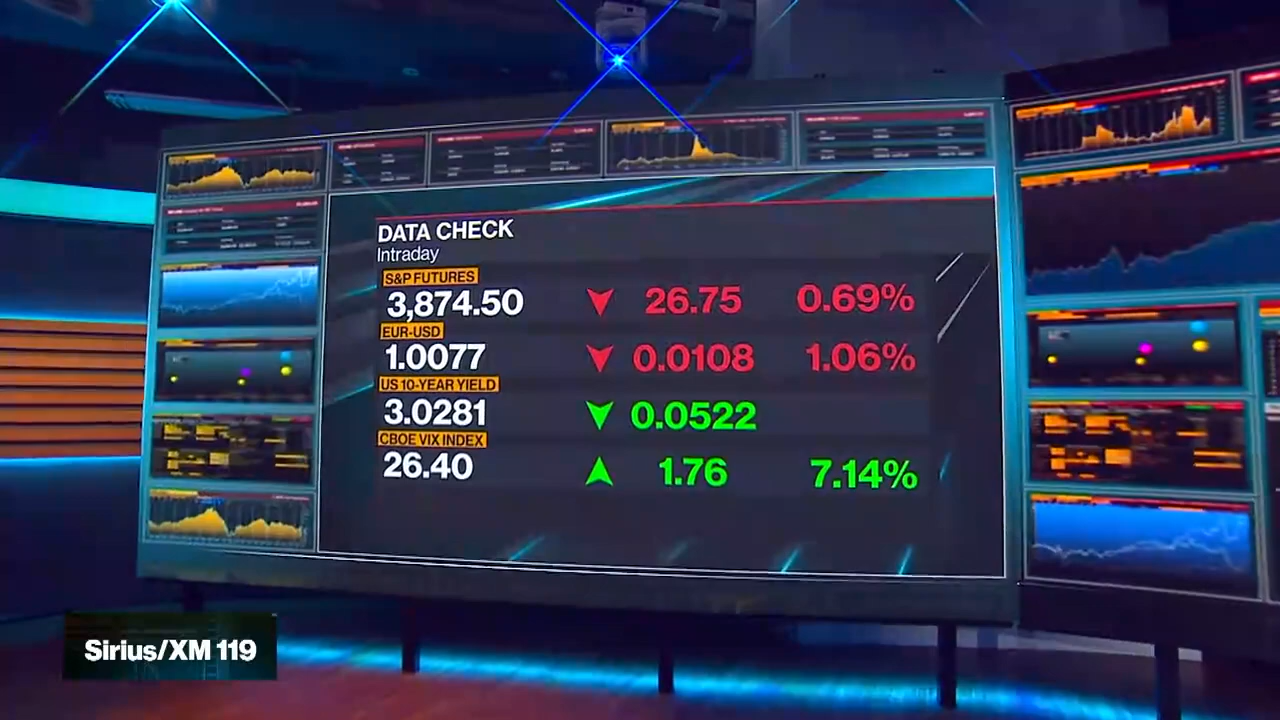 DATA CHECK
Intraday
S&P FUTURES
3,874.50 26.75 0.69%
EUR-USD
1.0077 0.0108 1.06%
US 10-YEAR YIELD
3.0281 0.0522
CBOE VIX INDEX
26.40 1.76 7.14%
Sirius/XM 119